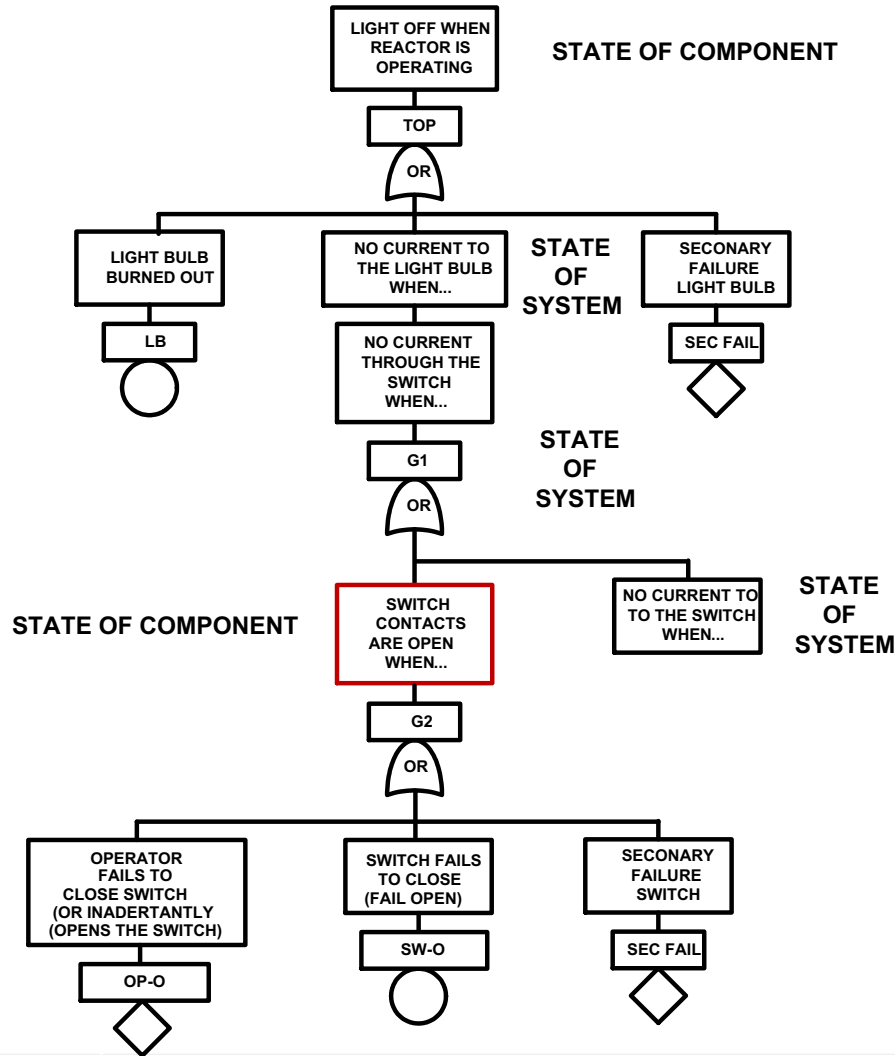 LIGHT OFF WHEN
REACTOR IS
OPERATING
STATE OF COMPONENT
TOP
OR
LIGHT BULB
BURNED OUT
NO CURRENT TO
THE LIGHT BULB
WHEN...
STATE
OF
SYSTEM
SECONARY
FAILURE
LIGHT BULB
LB
NO CURRENT
THROUGH THE
SWITCH
WHEN...
SEC FAIL
G1
STATE
OF
SYSTEM
OR
STATE OF COMPONENT
SWITCH
CONTACTS
ARE OPEN
WHEN...
NO CURRENT TO
TO THE SWITCH
WHEN...
STATE
OF
SYSTEM
G2
OR
OPERATOR
FAILS TO
CLOSE SWITCH
(OR INADERTANTLY
(OPENS THE SWITCH)
SWITCH FAILS
TO CLOSE
(FAIL OPEN)
SECONARY
FAILURE
SWITCH
OP-O
SW-O
SEC FAIL